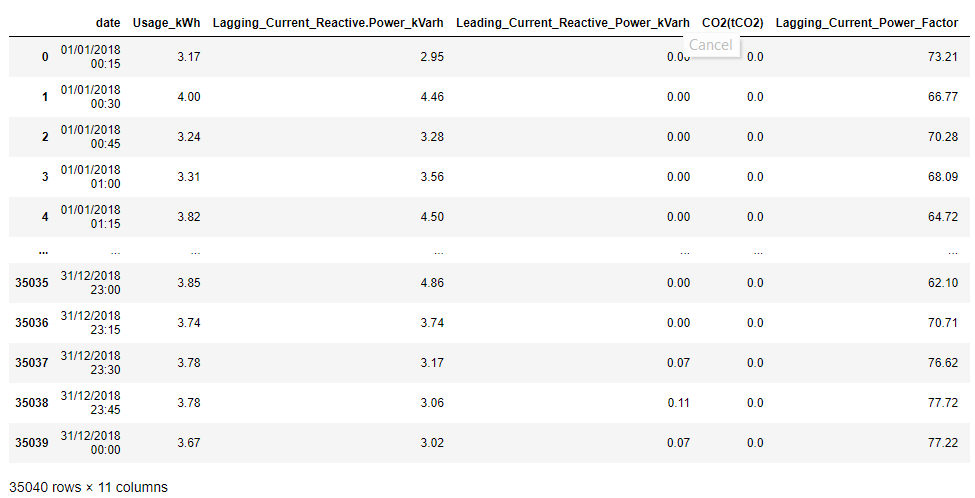 date Usage_kWh Lagging_Current_Reactive.Power_kVarh Leading_Current_Reactive_Power_kVarh CO2(tCO2) Lagging_Current_Power_Factor
Cancel
0 01/01/2018 00:15 3.17 2.95 0.00 0.0 73.21
1 01/01/2018 00:30 4.00 4.46 0.00 0.0 66.77
2 01/01/2018 00:45 3.24 3.28 0.00 0.0 70.28
3 01/01/2018 01:00 3.31 3.56 0.00 0.0 68.09
4 01/01/2018 01:15 3.82 4.50 0.00 0.0 64.72
... ... ... ... ... ... ...
35035 31/12/2018 23:00 3.85 4.86 0.00 0.0 62.10
35036 31/12/2018 23:15 3.74 3.74 0.00 0.0 70.71
35037 31/12/2018 23:30 3.78 3.17 0.07 0.0 76.62
35038 31/12/2018 23:45 3.78 3.06 0.11 0.0 77.72
35039 31/12/2018 00:00 3.67 3.02 0.07 0.0 77.22
35040 rows × 11 columns